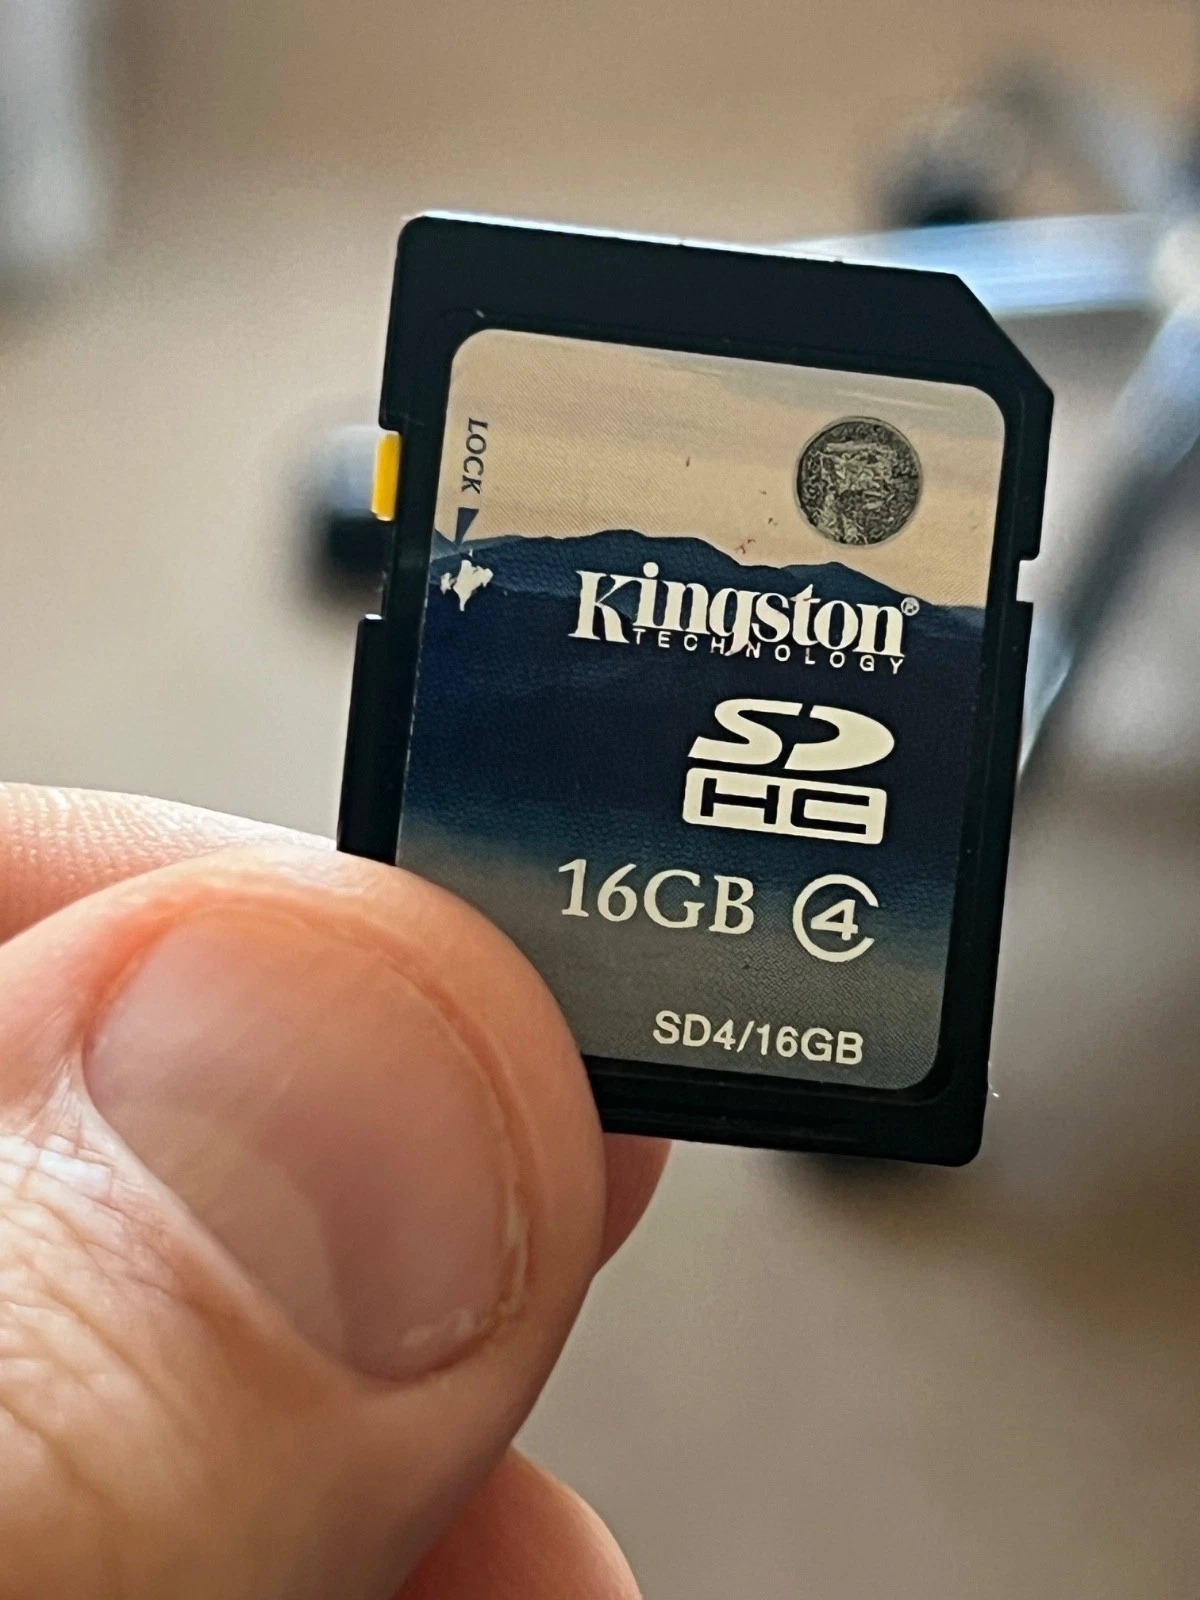 LOCK
Kingston®
TECHNOLOGY
SD
HC
16GB 4
SD4/16GB